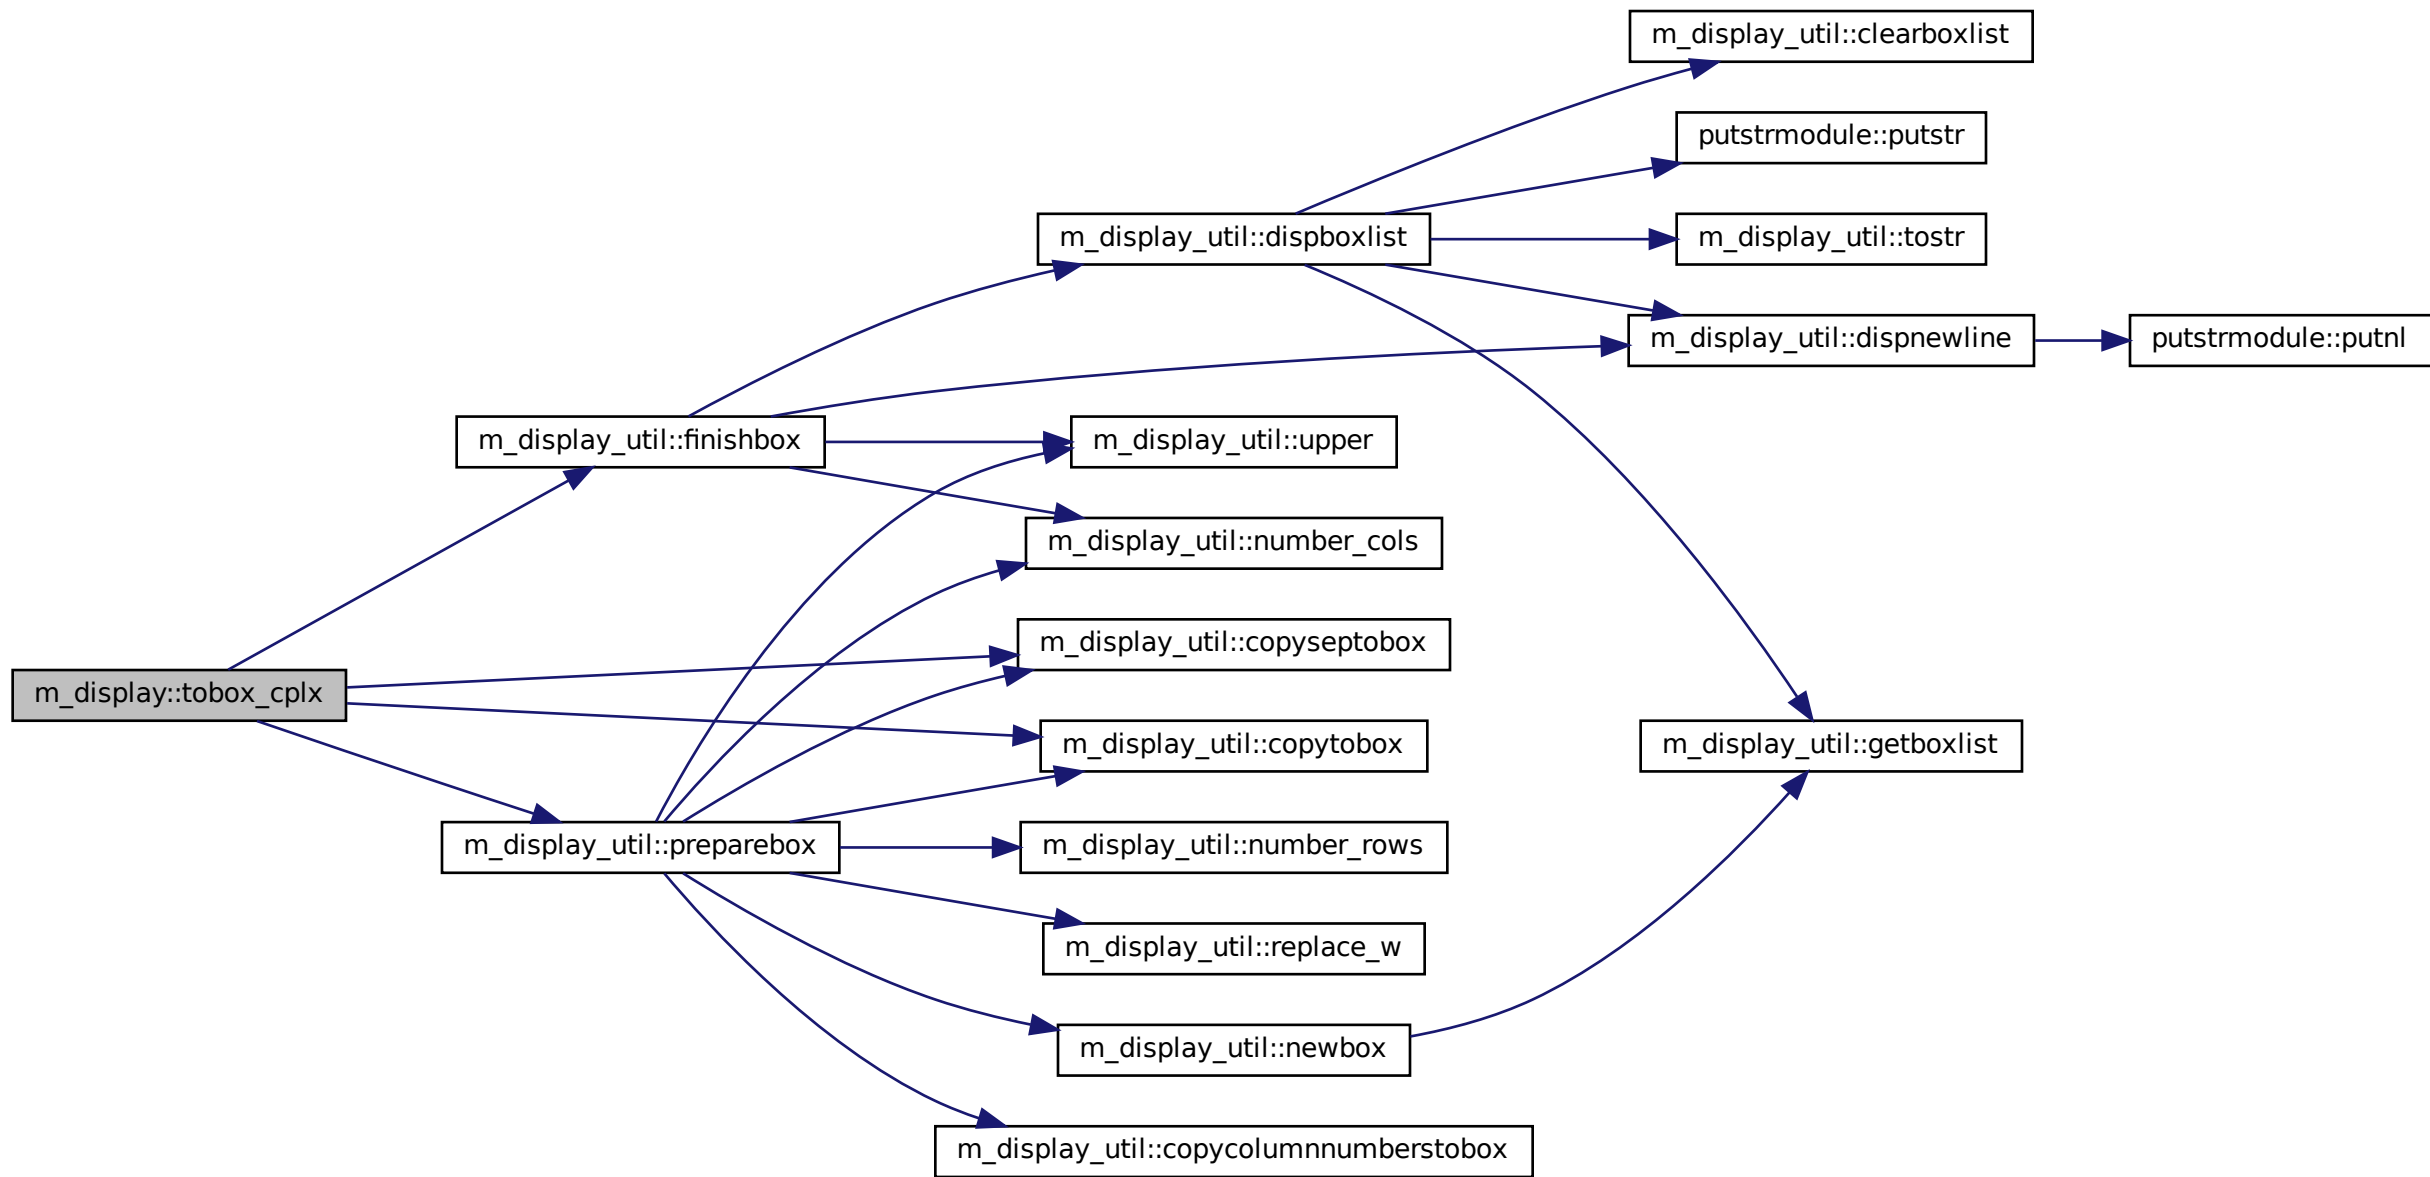 m_display_util::clearboxlist
putstrmodule::putstr
m_display_util::dispboxlist
m_display_util::tostr
m_display_util::dispnewline
putstrmodule::putnl
m_display_util::finishbox
m_display_util::upper
m_display_util::number_cols
m_display_util::copyseptobox
m_display::tobox_cplx
m_display_util::copytobox
m_display_util::getboxlist
m_display_util::preparebox
m_display_util::number_rows
m_display_util::replace_w
m_display_util::newbox
m_display_util::copycolumnnumberstobox